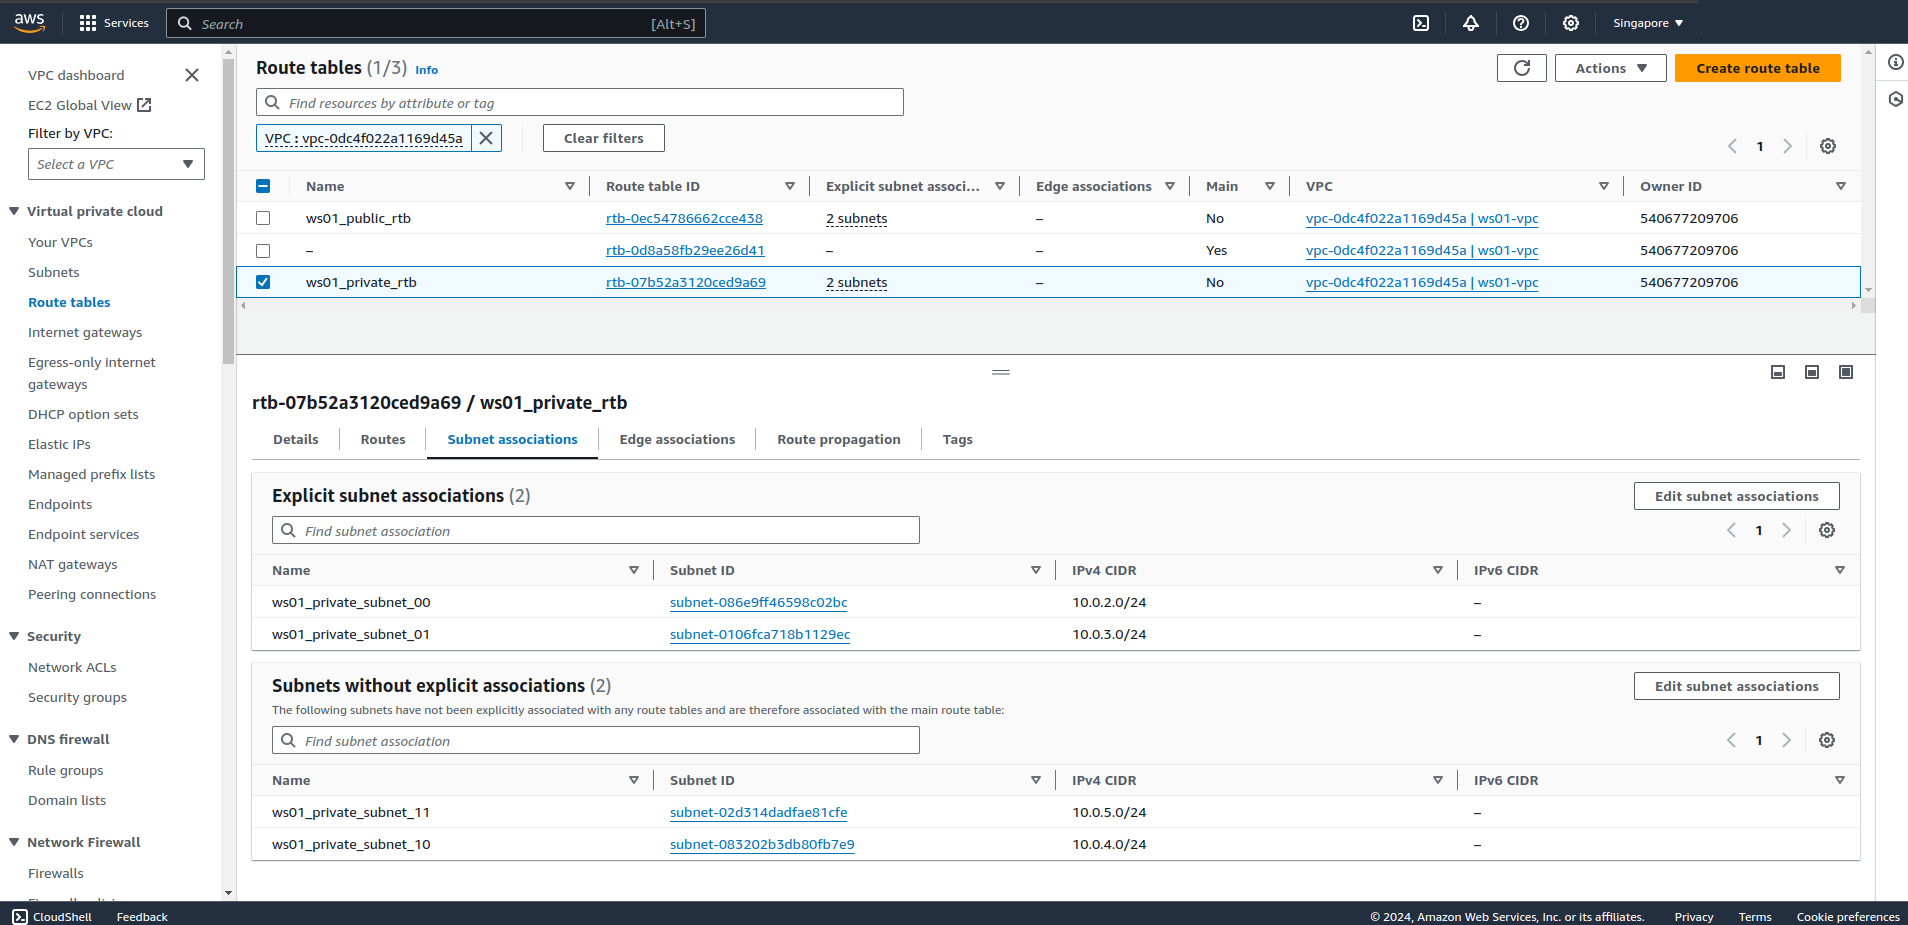 aws
Services
Search
[Alt+S]
Singapore
VPC dashboard
EC2 Global View
Filter by VPC:
Select a VPC
Virtual private cloud
Your VPCs
Subnets
Route tables
Internet gateways
Egress-only internet
gateways
DHCP option sets
Elastic IPs
Managed prefix lists
Endpoints
Endpoint services
NAT gateways
Peering connections
Security
Network ACLs
Security groups
DNS firewall
Rule groups
Domain lists
Network Firewall
Firewalls
Route tables (1/3) Info
Actions
Create route table
Find resources by attribute or tag
VPC : vpc-0dc4f022a1169d45a
Clear filters
1
Name Route table ID Explicit subnet associ... Edge associations Main VPC Owner ID
ws01_public_rtb rtb-0ec54786662cce438 2 subnets – No vpc-0dc4f022a1169d45a | ws01-vpc 540677209706
– rtb-0d8a58fb29ee26d41 – – Yes vpc-0dc4f022a1169d45a | ws01-vpc 540677209706
ws01_private_rtb rtb-07b52a3120ced9a69 2 subnets – No vpc-0dc4f022a1169d45a | ws01-vpc 540677209706
rtb-07b52a3120ced9a69 / ws01_private_rtb
Details Routes Subnet associations Edge associations Route propagation Tags
Explicit subnet associations (2)
Edit subnet associations
Find subnet association
1
Name Subnet ID IPv4 CIDR IPv6 CIDR
ws01_private_subnet_00 subnet-086e9ff46598c02bc 10.0.2.0/24 –
ws01_private_subnet_01 subnet-0106fca718b1129ec 10.0.3.0/24 –
Subnets without explicit associations (2)
Edit subnet associations
The following subnets have not been explicitly associated with any route tables and are therefore associated with the main route table:
Find subnet association
1
Name Subnet ID IPv4 CIDR IPv6 CIDR
ws01_private_subnet_11 subnet-02d314dadfae81cfe 10.0.5.0/24 –
ws01_private_subnet_10 subnet-083202b3db80fb7e9 10.0.4.0/24 –
CloudShell Feedback
© 2024, Amazon Web Services, Inc. or its affiliates. Privacy Terms Cookie preferences